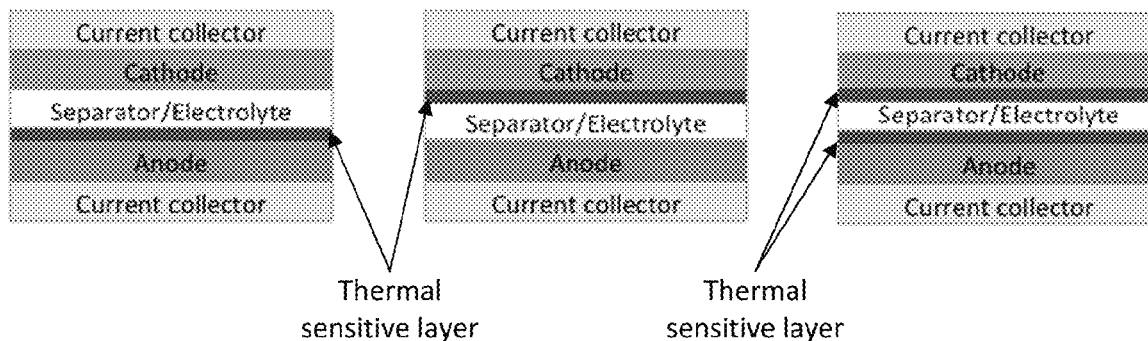 Current collector
Cathode
Separator/Electrolyte
Anode
Current collector
Current collector
Cathode
Separator/Electrolyte
Anode
Current collector
Current collector
Cathode
Separator/Electrolyte
Anode
Current collector
Thermal
sensitive layer
Thermal
sensitive layer